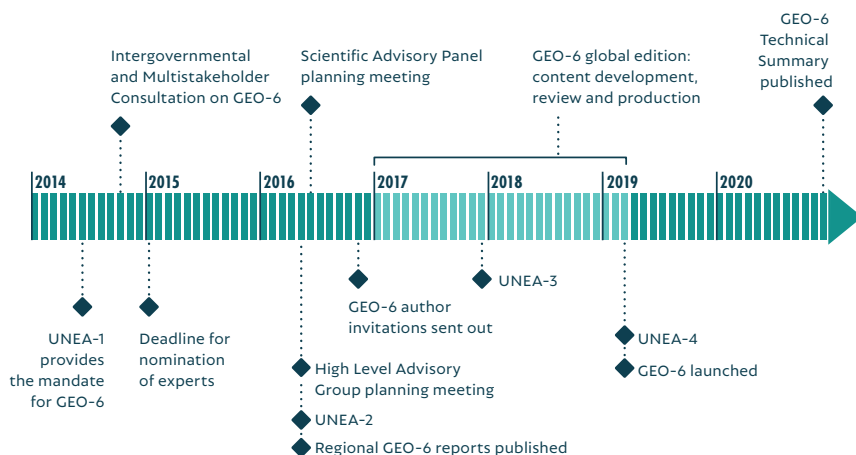 Intergovernmental
and Multistakeholder
Consultation on GEO-6
Scientific Advisory Panel
planning meeting
GEO-6 global edition:
content development,
review and production
GEO-6
Technical
Summary
published
2014
2015
2016
2017
2018
2019
2020
UNEA-1
provides
the mandate
for GEO-6
Deadline for
nomination
of experts
High Level Advisory
Group planning meeting
UNEA-2
Regional GEO-6 reports published
GEO-6 author
invitations sent out
UNEA-3
UNEA-4
GEO-6 launched